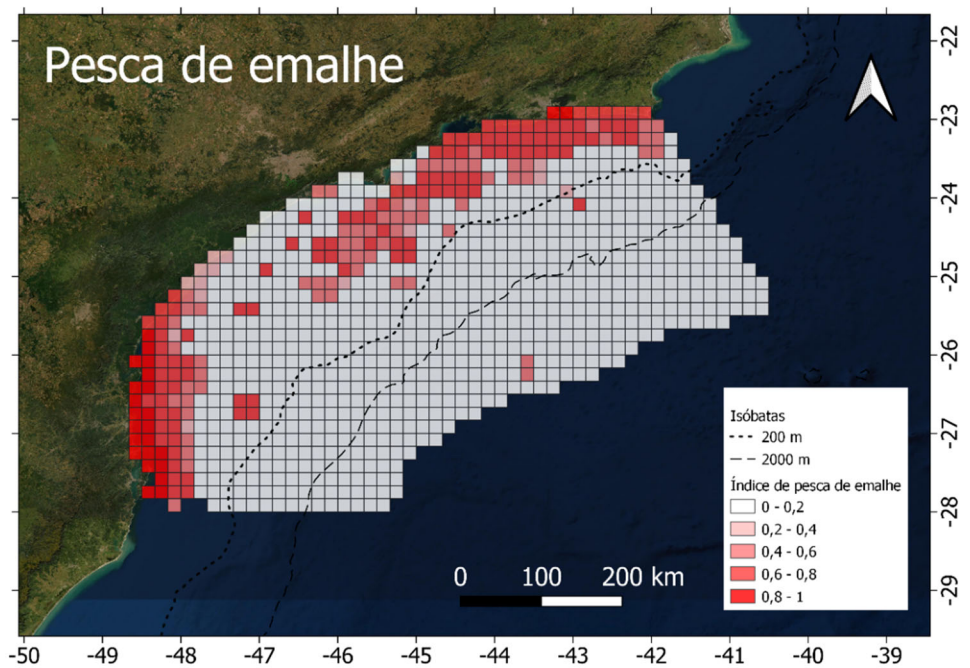 Pesca de emalhe
-22
-23
-24
-25
-26
-27
-28
-29
Isóbatas
200 m
2000 m
Índice de pesca de emalhe
0 - 0,2
0,2 - 0,4
0,4 - 0,6
0,6 - 0,8
0,8 - 1
0 100 200 km
-50 -49 -48 -47 -46 -45 -44 -43 -42 -41 -40 -39